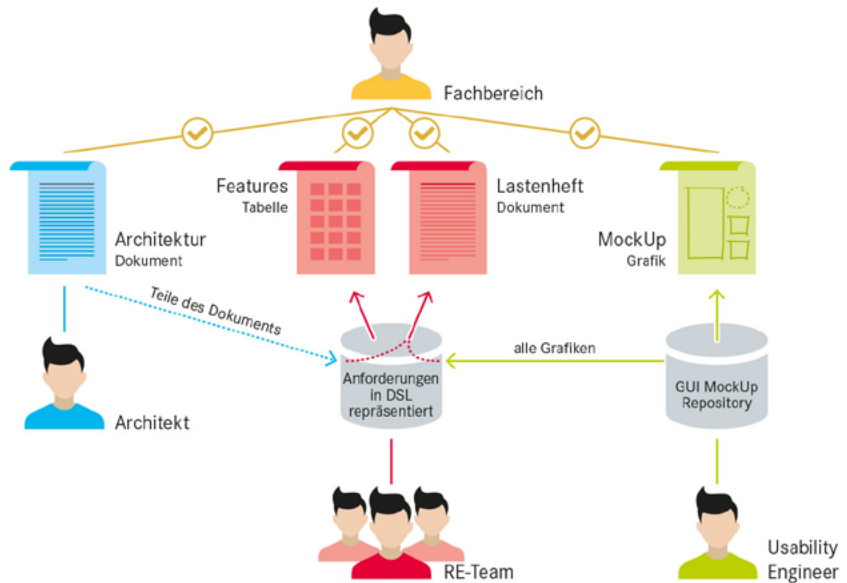 Fachbereich
Features
Tabelle
Lastenheft
Dokument
Architektur
Dokument
MockUp
Grafik
Teile des Dokuments
alle Grafiken
Anforderungen
in DSL
repräsentiert
GUI MockUp
Repository
Architekt
RE-Team
Usability
Engineer